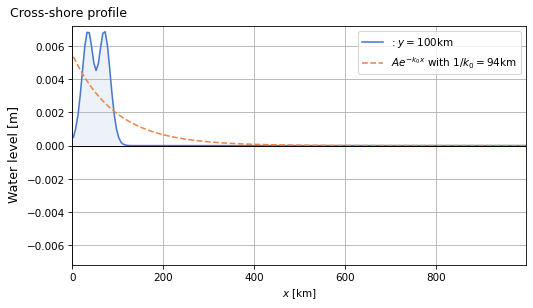 Cross-shore profile
: y = 100km
Ae^{-k_0x} with 1/k_0 = 94km
Water level [m]
0.006
0.004
0.002
0.000
−0.002
−0.004
−0.006
0 200 400 600 800
x [km]